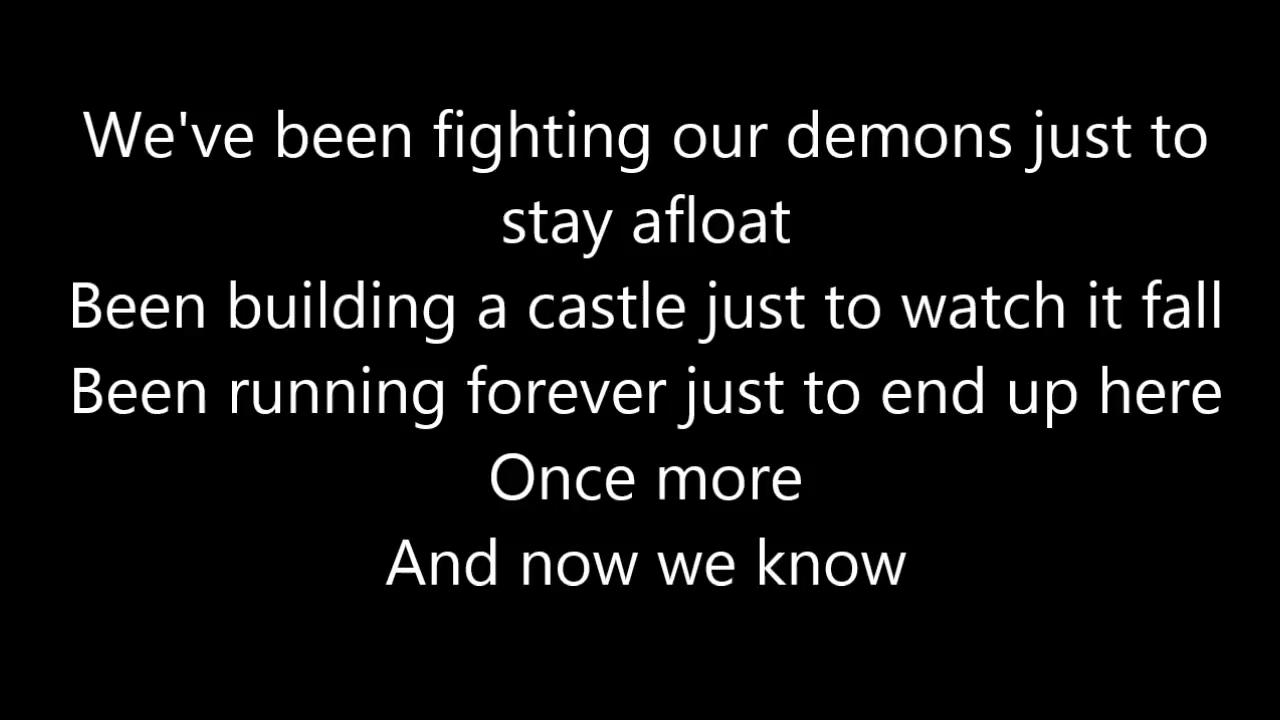 We've been fighting our demons just to
stay afloat
Been building a castle just to watch it fall
Been running forever just to end up here
Once more
And now we know